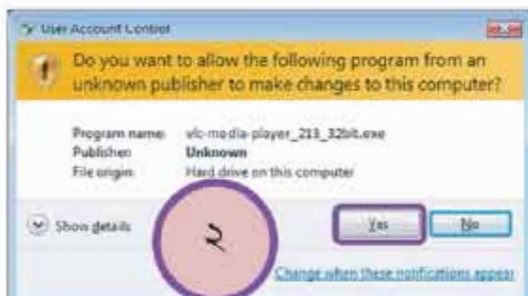 User Account Control
Do you want to allow the following program from an
unknown publisher to make changes to this computer?
Program name: vlc-media-player_213_32bit.exe
Publisher: Unknown
File origin: Hard drive on this computer
Show details
২
Yes
No
Change when these notifications appear